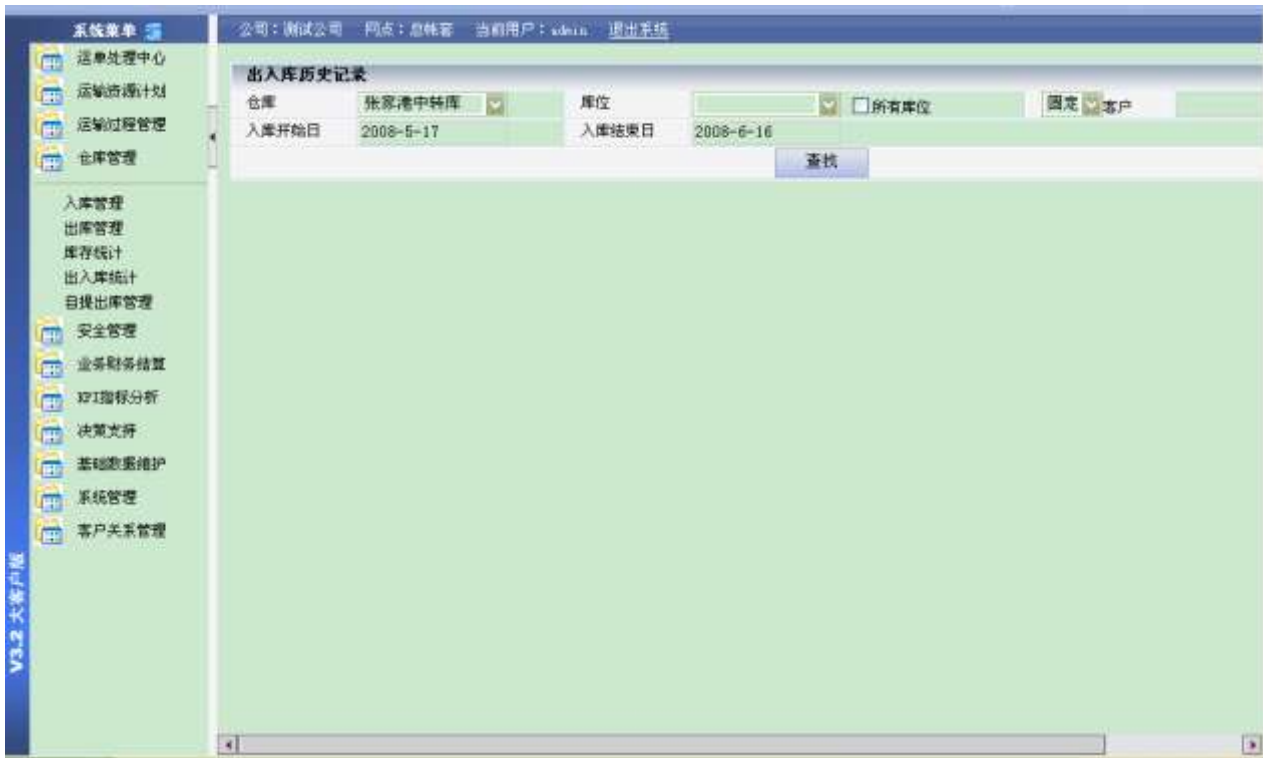 系统菜单
公司：测试公司 网点：总帐套 当前用户：admin 退出系统
运单处理中心
运输资源计划
运输过程管理
仓库管理
入库管理
出库管理
库存统计
出入库统计
自提出库管理
安全管理
业务财务结算
KPI指标分析
决策支持
基础数据维护
系统管理
客户关系管理
V3.2 大客户版
出入库历史记录
仓库 张家港中转库 库位 所有库位 固定 客户
入库开始日 2008-5-17 入库结束日 2008-6-16
查找